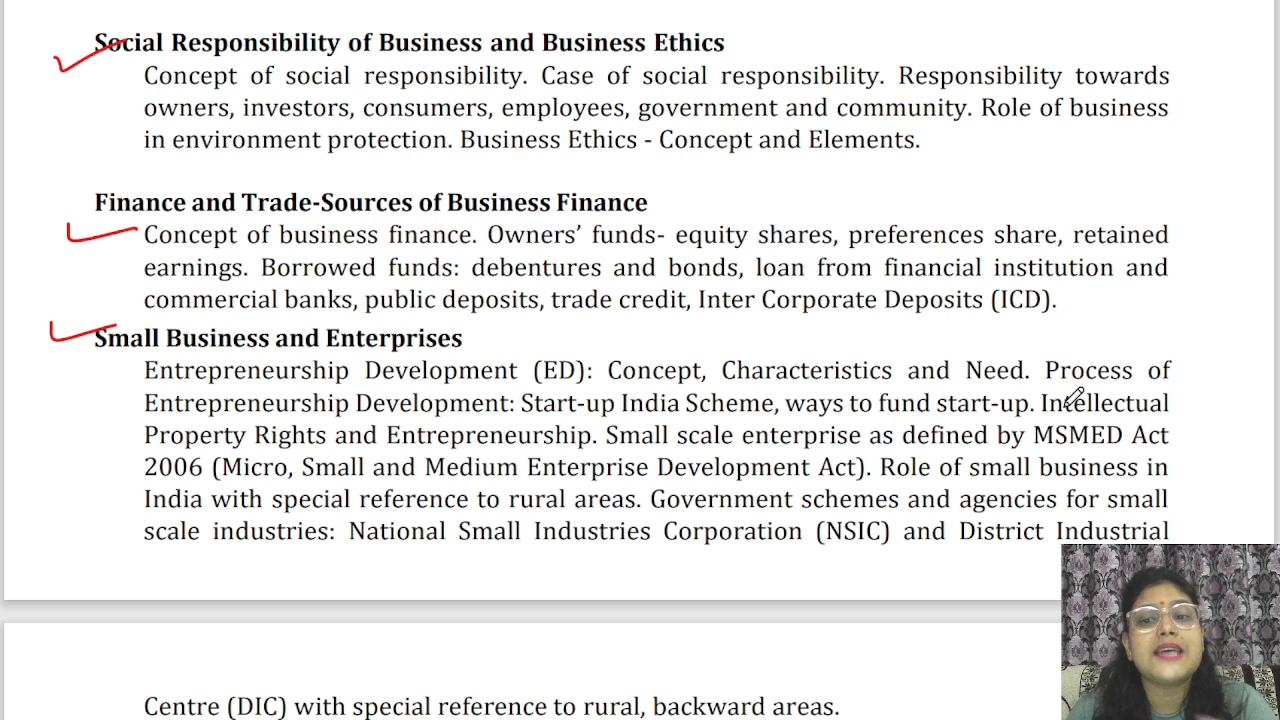 Social Responsibility of Business and Business Ethics
Concept of social responsibility. Case of social responsibility. Responsibility towards
owners, investors, consumers, employees, government and community. Role of business
in environment protection. Business Ethics - Concept and Elements.
Finance and Trade-Sources of Business Finance
Concept of business finance. Owners’ funds- equity shares, preferences share, retained
earnings. Borrowed funds: debentures and bonds, loan from financial institution and
commercial banks, public deposits, trade credit, Inter Corporate Deposits (ICD).
Small Business and Enterprises
Entrepreneurship Development (ED): Concept, Characteristics and Need. Process of
Entrepreneurship Development: Start-up India Scheme, ways to fund start-up. Intellectual
Property Rights and Entrepreneurship. Small scale enterprise as defined by MSMED Act
2006 (Micro, Small and Medium Enterprise Development Act). Role of small business in
India with special reference to rural areas. Government schemes and agencies for small
scale industries: National Small Industries Corporation (NSIC) and District Industrial
Centre (DIC) with special reference to rural, backward areas.